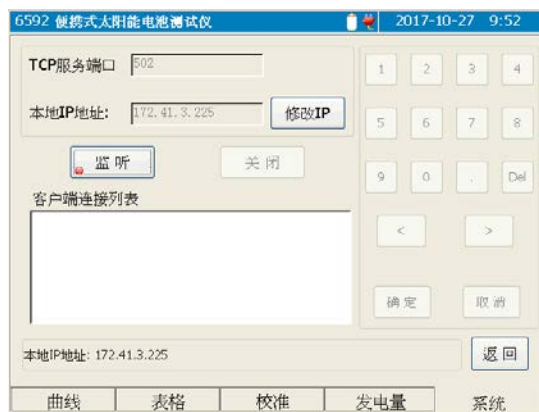 6592 便携式太阳能电池测试仪 2017-10-27 9:52
TCP服务端口 502
本地IP地址: 172.41.3.225 修改IP
监听 关闭
客户端连接列表
1 2 3 4
5 6 7 8
9 0 . Del
< >
确定 取消
本地IP地址: 172.41.3.225 返回
曲线 表格 校准 发电量 系统